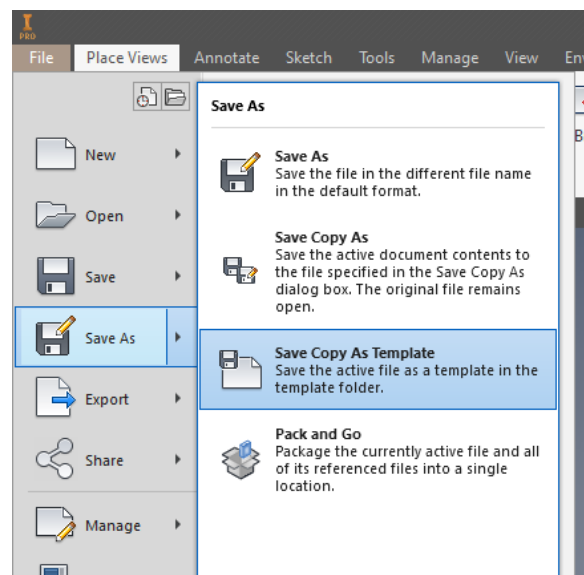 I
PRO
File Place Views Annotate Sketch Tools Manage View En
Save As
New
Open
Save
Save As
Export
Share
Manage
Save As
Save the file in the different file name
in the default format.
Save Copy As
Save the active document contents to
the file specified in the Save Copy As
dialog box. The original file remains
open.
Save Copy As Template
Save the active file as a template in the
template folder.
Pack and Go
Package the currently active file and all
of its referenced files into a single
location.
B